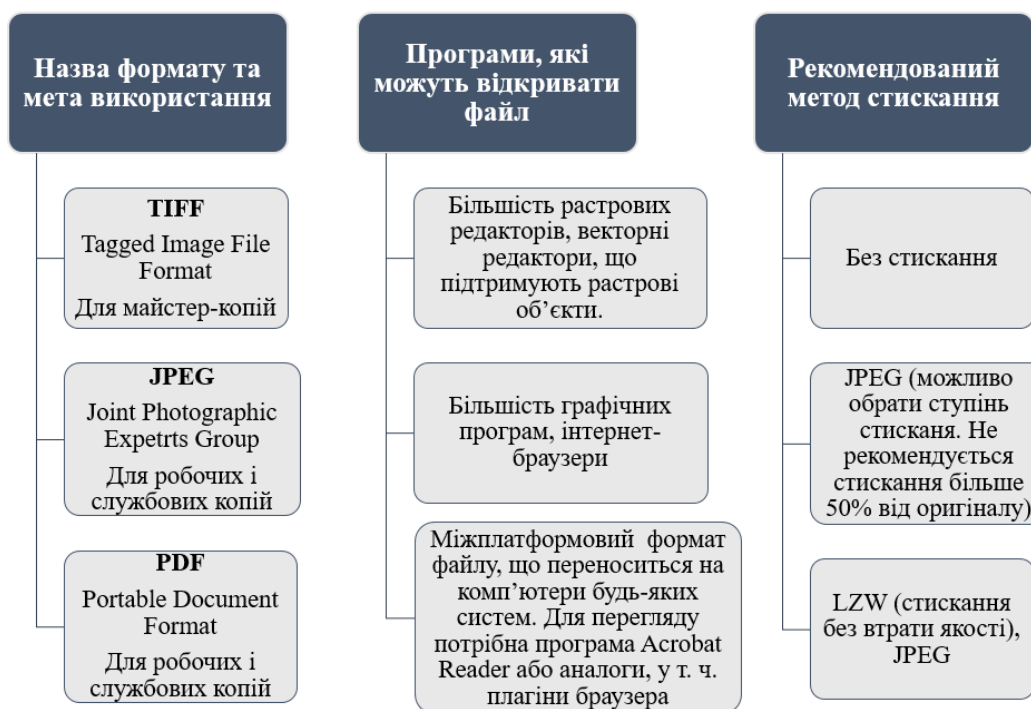 Назва формату та
мета використання
TIFF
Tagged Image File
Format
Для майстер-копій
JPEG
Joint Photographic
Expetrts Group
Для робочих і
службових копій
PDF
Portable Document
Format
Для робочих і
службових копій
Програми, які
можуть відкривати
файл
Більшість растрових
редакторів, векторні
редактори, що
підтримують растрові
об’єкти.
Більшість графічних
програм, інтернет-
браузери
Міжплатформовий формат
файлу, що переноситься на
комп’ютери будь-яких
систем. Для перегляду
потрібна програма Acrobat
Reader або аналоги, у т. ч.
плагіни браузера
Рекомендований
метод стискання
Без стискання
JPEG (можливо
обрати ступінь
стисканя. Не
рекомендується
стискання більше
50% від оригіналу)
LZW (стискання
без втрати якості),
JPEG